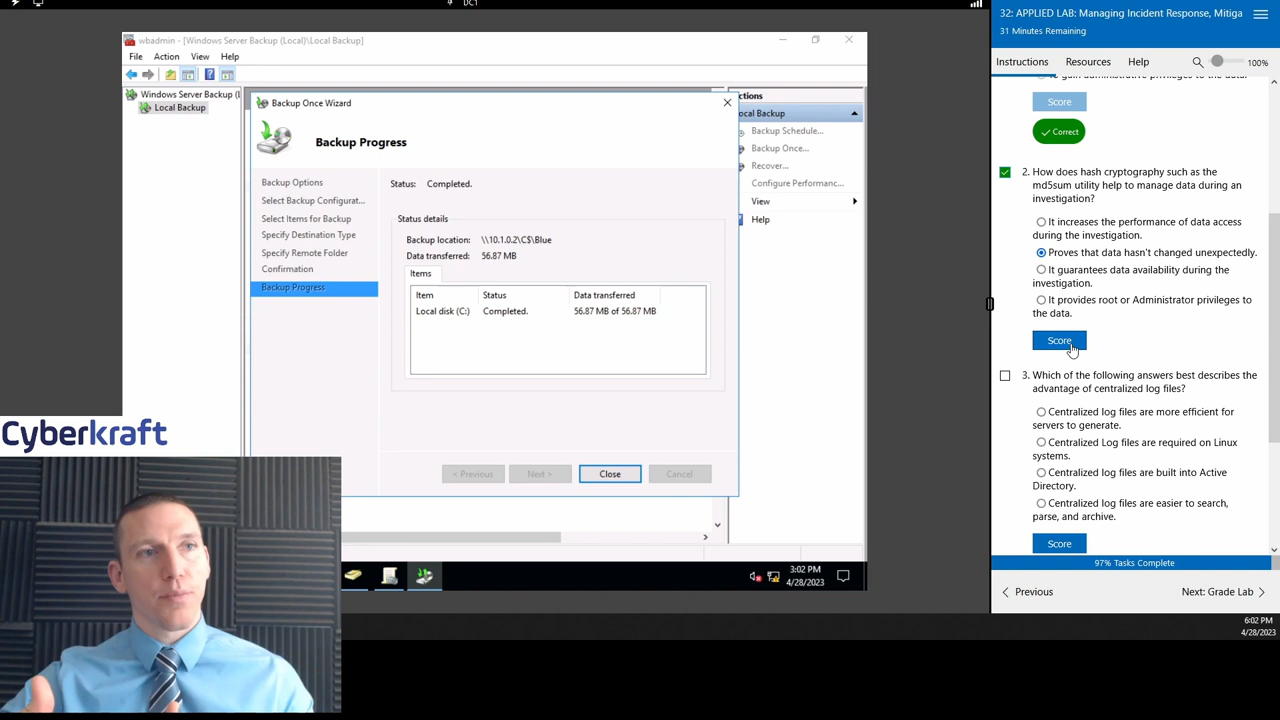 DC1
wbadmin - [Windows Server Backup (Local)\Local Backup]
File Action View Help
Windows Server Backup (L
Local Backup
Backup Once Wizard
Backup Progress
Backup Options
Select Backup Configurat...
Select Items for Backup
Specify Destination Type
Specify Remote Folder
Confirmation
Backup Progress
Status: Completed.
Status details
Backup location: \\10.1.0.2\C$\Blue
Data transferred: 56.87 MB
Items
Item Status Data transferred
Local disk (C:) Completed. 56.87 MB of 56.87 MB
< Previous Next > Close Cancel
ctions
ocal Backup
Backup Schedule...
Backup Once...
Recover...
Configure Performanc...
View
Help
3:02 PM
4/28/2023
Cyberkraft
32: APPLIED LAB: Managing Incident Response, Mitiga
31 Minutes Remaining
Instructions Resources Help 100%
Score
Correct
2. How does hash cryptography such as the
md5sum utility help to manage data during an
investigation?
It increases the performance of data access
during the investigation.
Proves that data hasn't changed unexpectedly.
It guarantees data availability during the
investigation.
It provides root or Administrator privileges to
the data.
Score
3. Which of the following answers best describes the
advantage of centralized log files?
Centralized log files are more efficient for
servers to generate.
Centralized Log files are required on Linux
systems.
Centralized log files are built into Active
Directory.
Centralized log files are easier to search,
parse, and archive.
Score
97% Tasks Complete
Previous Next: Grade Lab
6:02 PM
4/28/2023